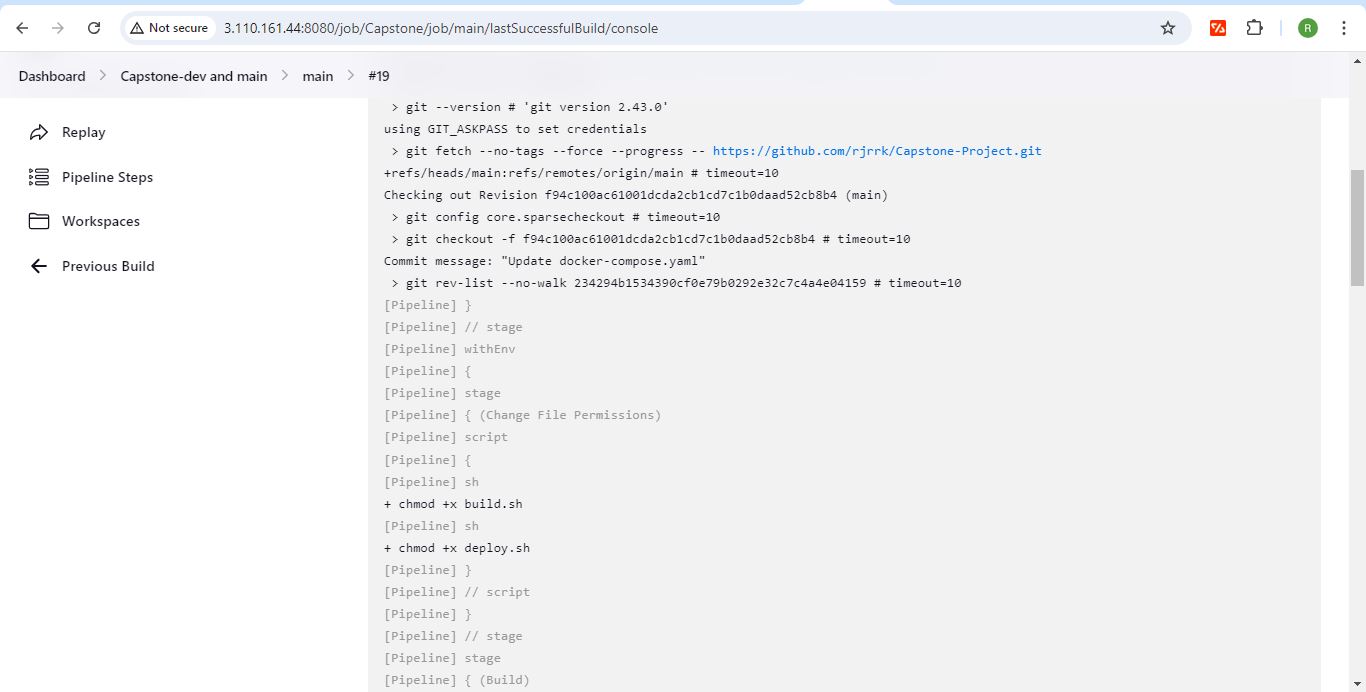 Not secure 3.110.161.44:8080/job/Capstone/job/main/lastSuccessfulBuild/console
R
Dashboard > Capstone-dev and main > main > #19
Replay
Pipeline Steps
Workspaces
Previous Build
> git --version # 'git version 2.43.0'
using GIT_ASKPASS to set credentials
> git fetch --no-tags --force --progress -- https://github.com/rjrrk/Capstone-Project.git
+refs/heads/main:refs/remotes/origin/main # timeout=10
Checking out Revision f94c100ac61001dcda2cb1cd7c1b0daad52cb8b4 (main)
> git config core.sparsecheckout # timeout=10
> git checkout -f f94c100ac61001dcda2cb1cd7c1b0daad52cb8b4 # timeout=10
Commit message: "Update docker-compose.yaml"
> git rev-list --no-walk 234294b1534390cf0e79b0292e32c7c4a4e04159 # timeout=10
[Pipeline] }
[Pipeline] // stage
[Pipeline] withEnv
[Pipeline] {
[Pipeline] stage
[Pipeline] { (Change File Permissions)
[Pipeline] script
[Pipeline] {
[Pipeline] sh
+ chmod +x build.sh
[Pipeline] sh
+ chmod +x deploy.sh
[Pipeline] }
[Pipeline] // script
[Pipeline] }
[Pipeline] // stage
[Pipeline] stage
[Pipeline] { (Build)